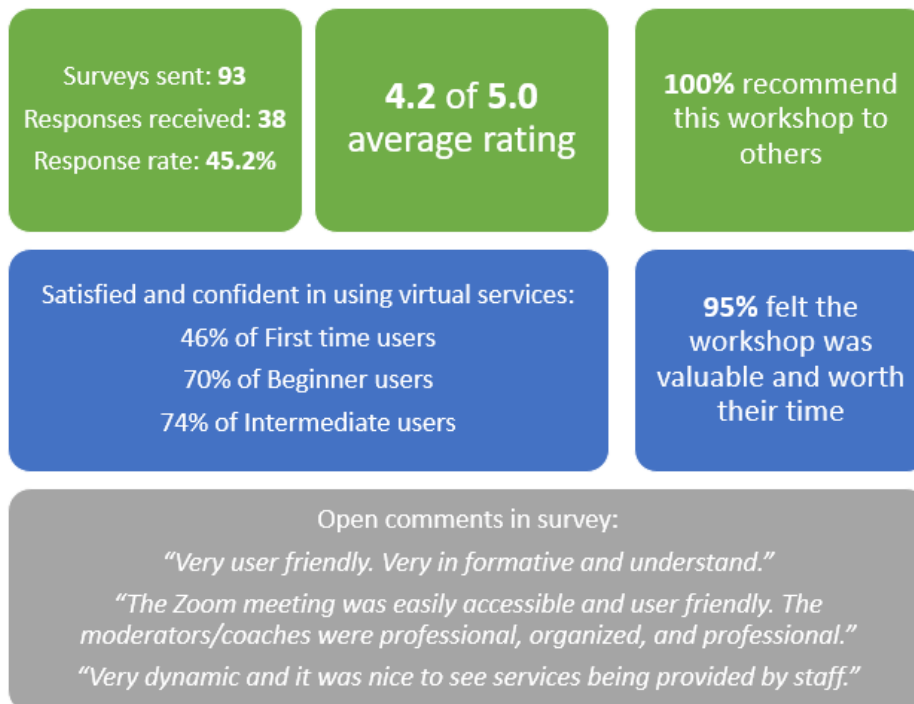 Surveys sent: 93
Responses received: 38
Response rate: 45.2%
4.2 of 5.0
average rating
100% recommend
this workshop to
others
Satisfied and confident in using virtual services:
46% of First time users
70% of Beginner users
74% of Intermediate users
95% felt the
workshop was
valuable and worth
their time
Open comments in survey:
“Very user friendly. Very in formative and understand.”
“The Zoom meeting was easily accessible and user friendly. The
moderators/coaches were professional, organized, and professional.”
“Very dynamic and it was nice to see services being provided by staff.”